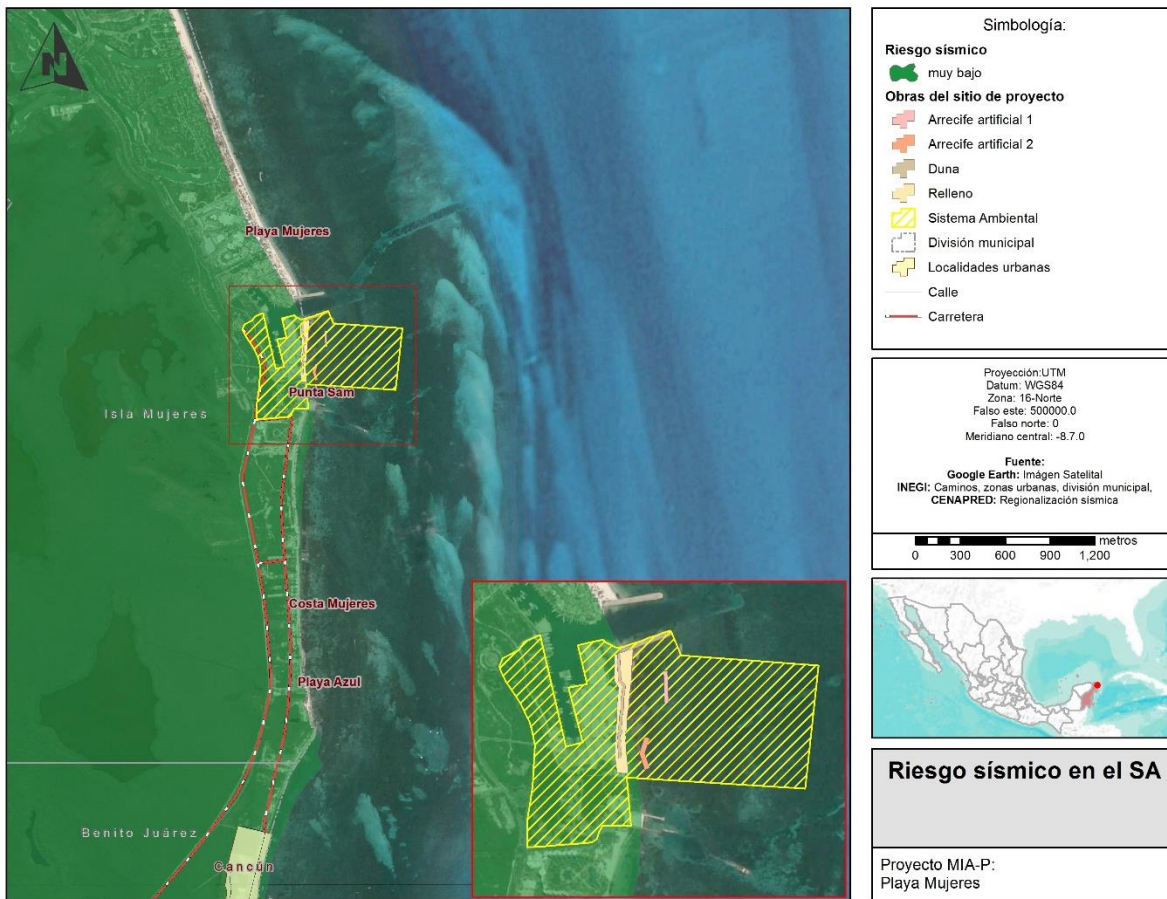 N
Playa Mujeres
Punta Sam
Isla Mujeres
Costa Mujeres
Playa Azul
Benito Juárez
Cancún
Simbología:
Riesgo sísmico
muy bajo
Obras del sitio de proyecto
Arrecife artificial 1
Arrecife artificial 2
Duna
Relleno
Sistema Ambiental
División municipal
Localidades urbanas
Calle
Carretera
Proyección:UTM
Datum: WGS84
Zona: 16-Norte
Falso este: 500000.0
Falso norte: 0
Meridiano central: -8.7.0
Fuente:
Google Earth: Imágen Satelital
INEGI: Caminos, zonas urbanas, división municipal,
CENAPRED: Regionalización sísmica
metros
0 300 600 900 1,200
Riesgo sísmico en el SA
Proyecto MIA-P:
Playa Mujeres